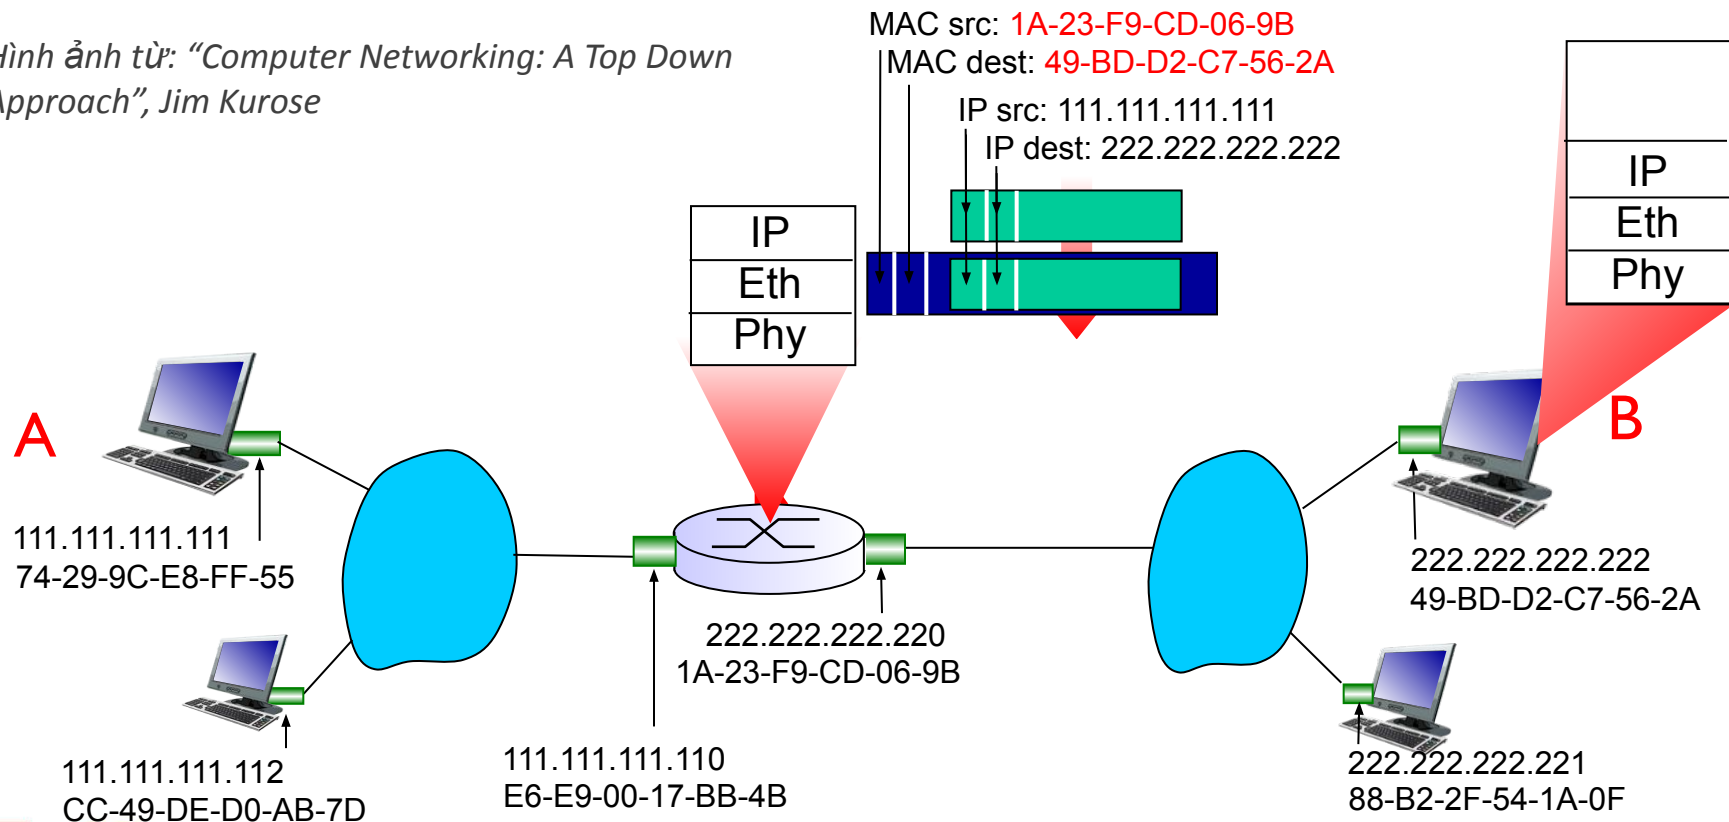 Hình ảnh từ: “Computer Networking: A Top Down
Approach”, Jim Kurose
MAC src: 1A-23-F9-CD-06-9B
MAC dest: 49-BD-D2-C7-56-2A
IP src: 111.111.111.111
IP dest: 222.222.222.222
IP
Eth
Phy
IP
Eth
Phy
A
B
111.111.111.111
74-29-9C-E8-FF-55
222.222.222.222
49-BD-D2-C7-56-2A
222.222.222.220
1A-23-F9-CD-06-9B
111.111.111.112
CC-49-DE-D0-AB-7D
111.111.111.110
E6-E9-00-17-BB-4B
222.222.222.221
88-B2-2F-54-1A-0F